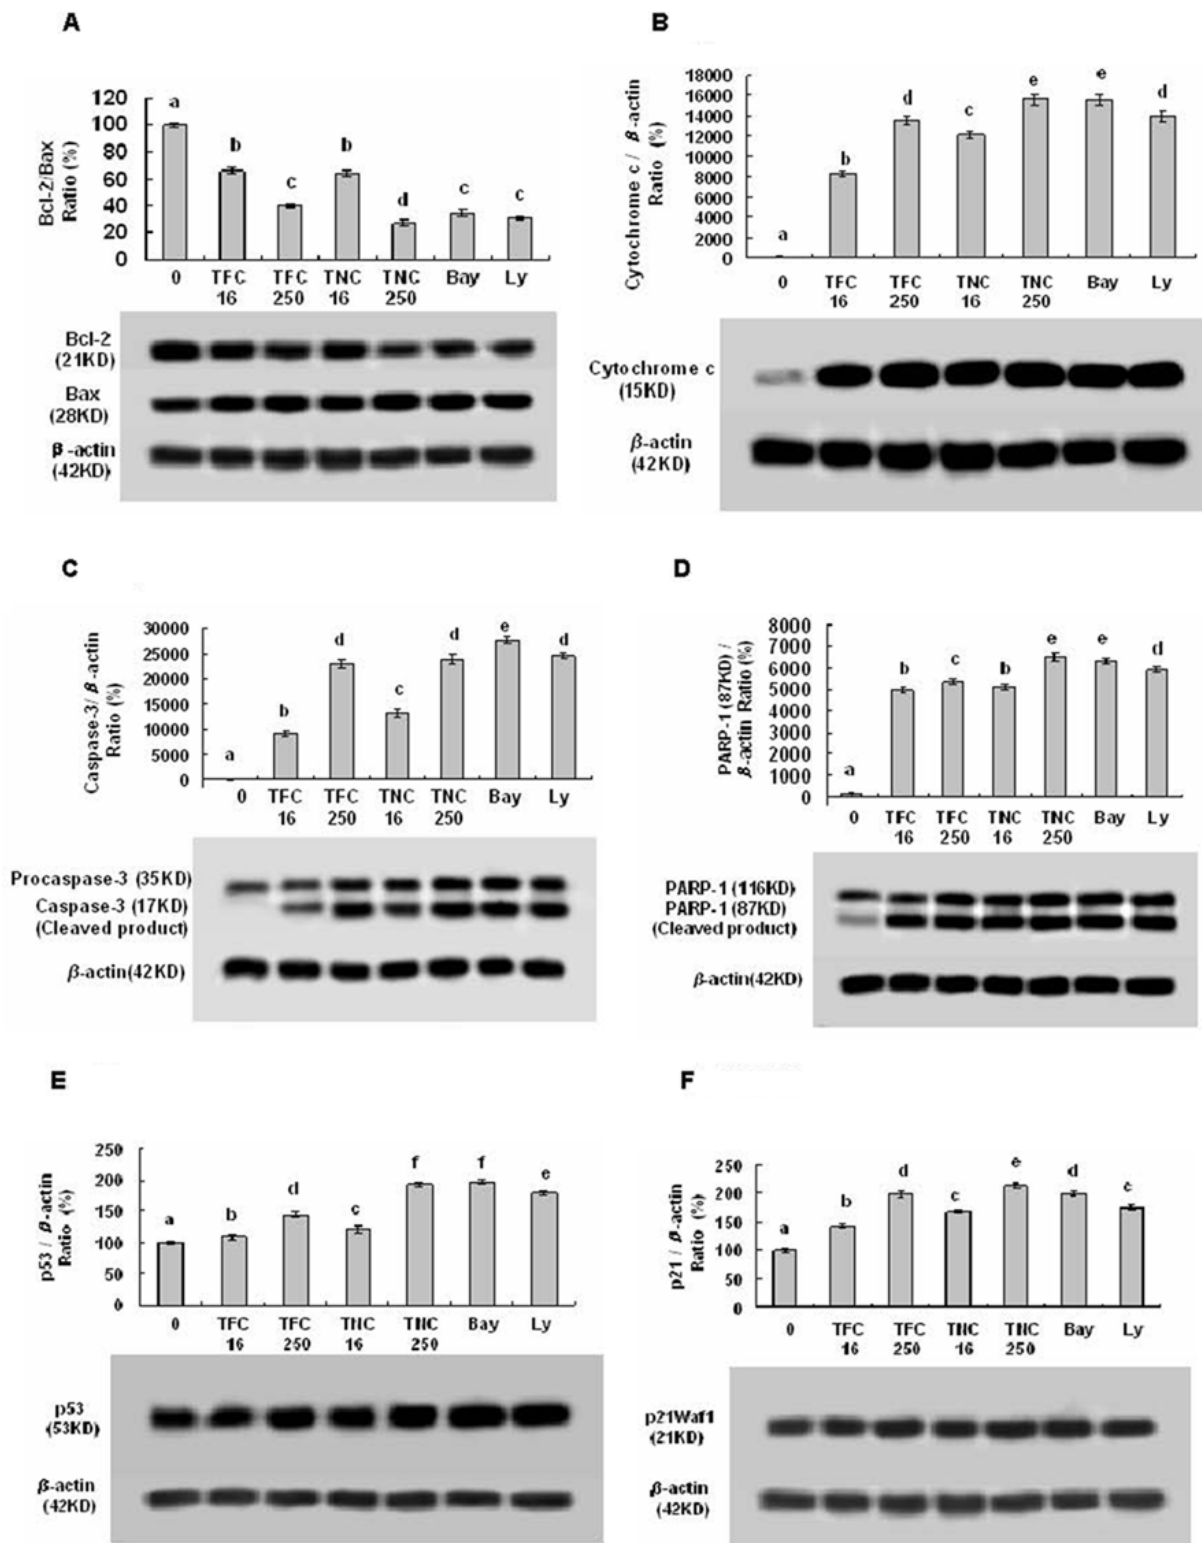 A
Bcl-2/Bax
Ratio (%)
120
100
80
60
40
20
0
a
b
c
b
d
c
c
0
TFC
16
TFC
250
TNC
16
TNC
250
Bay
Ly
Bcl-2
(21KD)
Bax
(28KD)
β-actin
(42KD)
B
Cytochrome c / β-actin
Ratio (%)
18000
16000
14000
12000
10000
8000
6000
4000
2000
0
a
b
d
c
e
e
d
0
TFC
16
TFC
250
TNC
16
TNC
250
Bay
Ly
Cytochrome c
(15KD)
β-actin
(42KD)
C
Caspase-3/ β-actin
Ratio (%)
30000
25000
20000
15000
10000
5000
0
a
b
d
c
d
e
d
0
TFC
16
TFC
250
TNC
16
TNC
250
Bay
Ly
Procaspase-3 (35KD)
Caspase-3 (17KD)
(Cleaved product)
β-actin(42KD)
D
PARP-1 (87KD) /
β-actin Ratio (%)
8000
7000
6000
5000
4000
3000
2000
1000
0
a
b
c
b
e
e
d
0
TFC
16
TFC
250
TNC
16
TNC
250
Bay
Ly
PARP-1 (116KD)
PARP-1 (87KD)
(Cleaved product)
β-actin(42KD)
E
p53 / β-actin
Ratio (%)
250
200
150
100
50
0
a
b
d
c
f
f
e
0
TFC
16
TFC
250
TNC
16
TNC
250
Bay
Ly
p53
(53KD)
β-actin
(42KD)
F
p21 / β-actin
Ratio (%)
250
200
150
100
50
0
a
b
d
c
e
d
c
0
TFC
16
TFC
250
TNC
16
TNC
250
Bay
Ly
p21Waf1
(21KD)
β-actin
(42KD)